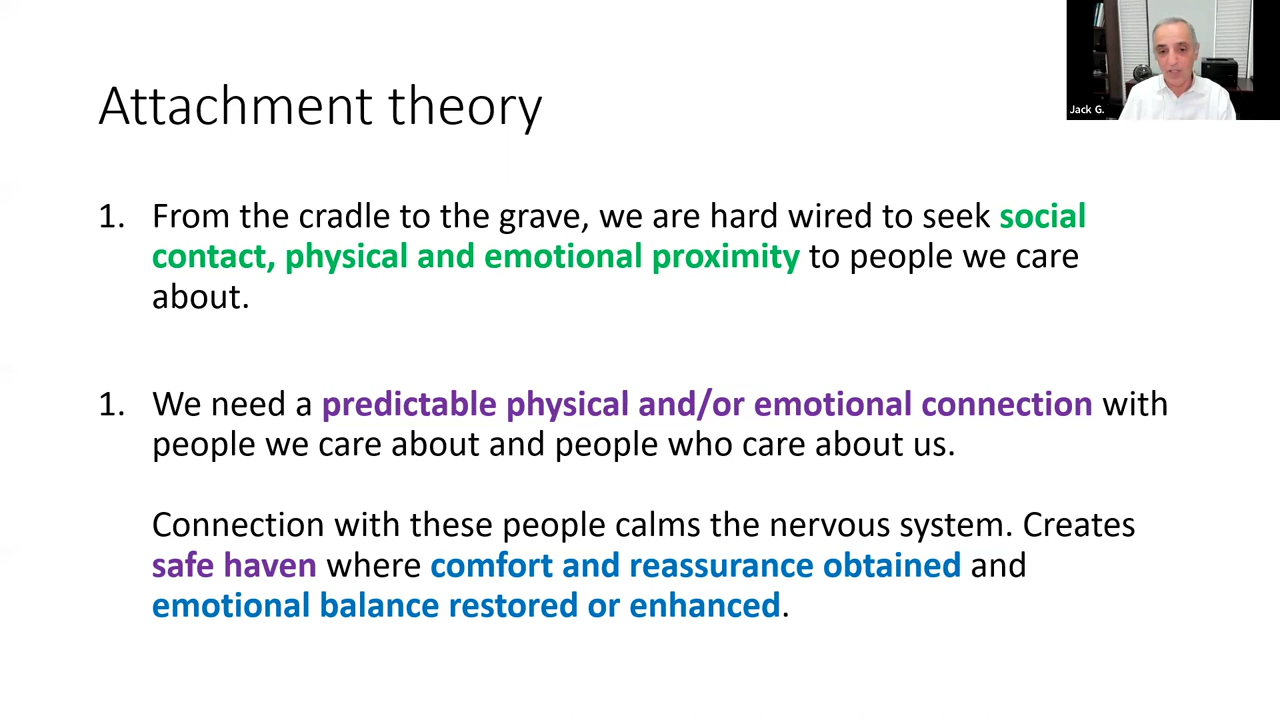 Attachment theory
Jack G.
1. From the cradle to the grave, we are hard wired to seek social
contact, physical and emotional proximity to people we care
about.
1. We need a predictable physical and/or emotional connection with
people we care about and people who care about us.
Connection with these people calms the nervous system. Creates
safe haven where comfort and reassurance obtained and
emotional balance restored or enhanced.